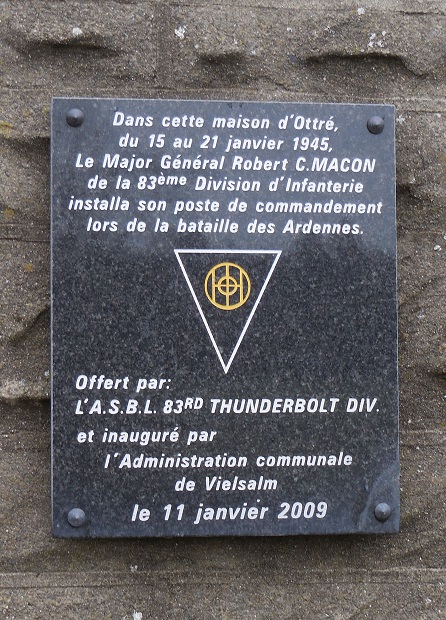 Dans cette maison d'Ottré,
du 15 au 21 janvier 1945,
Le Major Général Robert C.MACON
de la 83ème Division d'Infanterie
installa son poste de commandement
lors de la bataille des Ardennes.
Offert par:
L'A.S.B.L. 83RD THUNDERBOLT DIV.
et inauguré par
l'Administration communale
de Vielsalm
le 11 janvier 2009